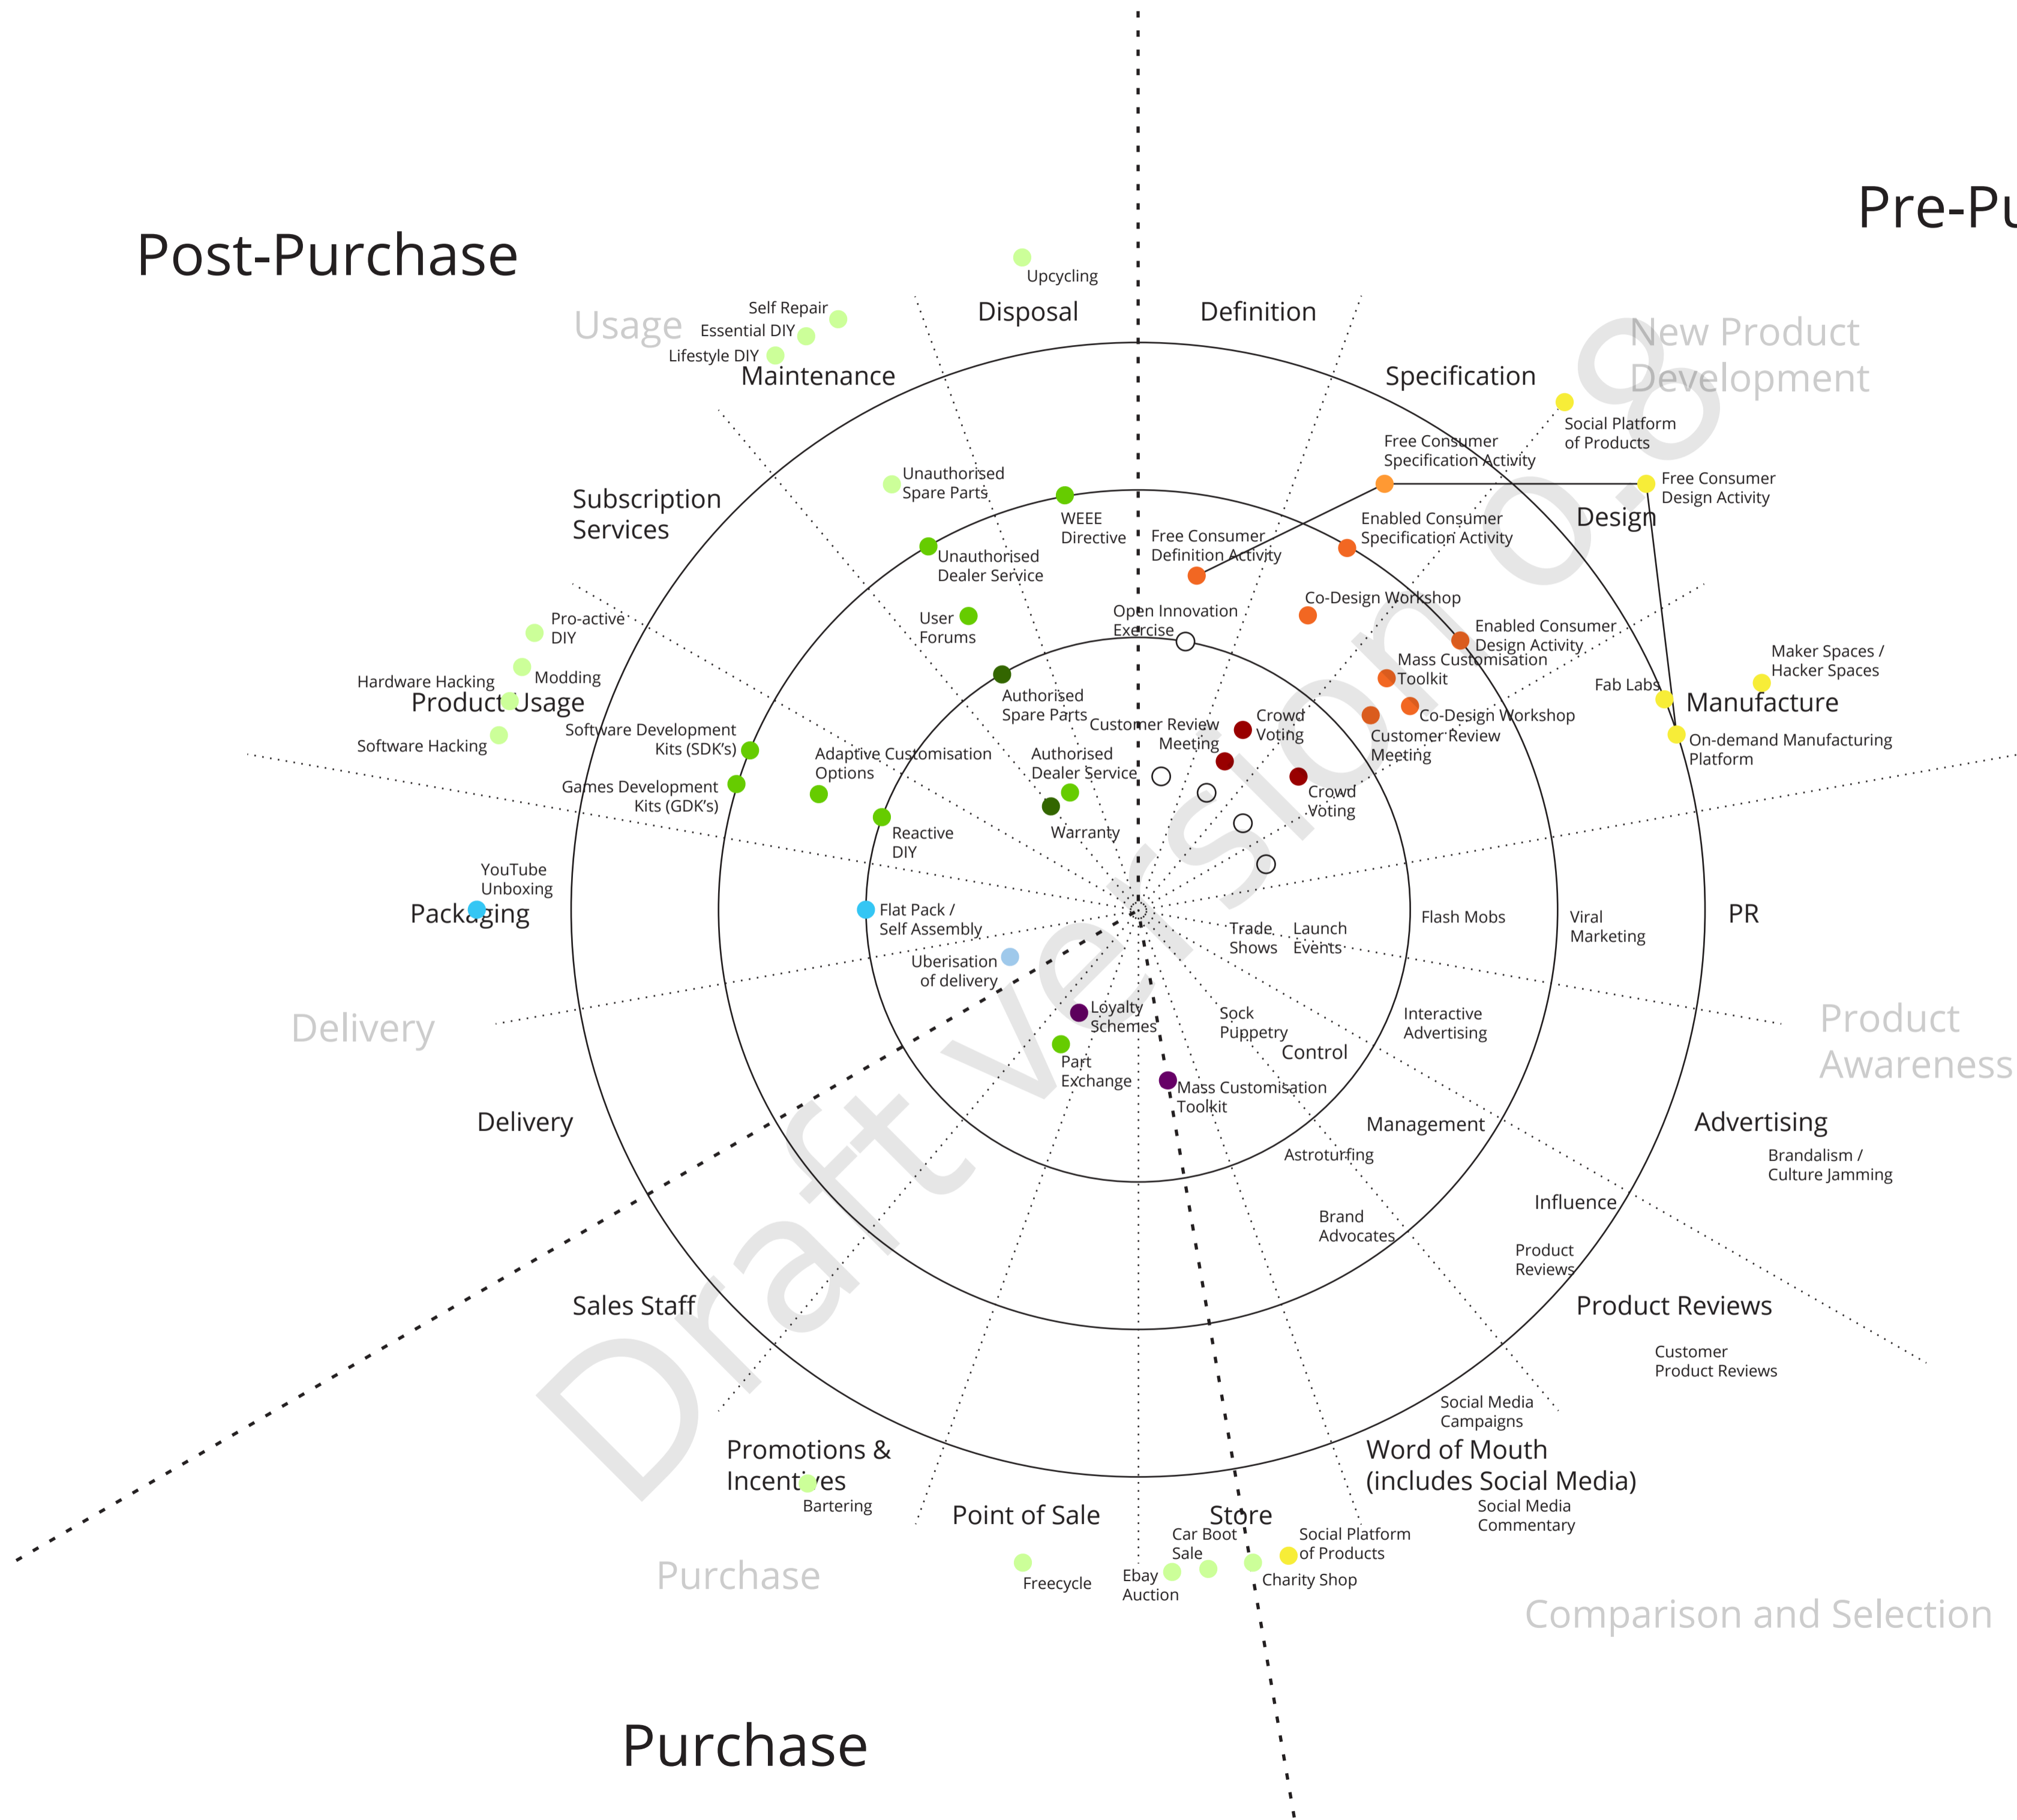 Pre-Pu
Post-Purchase
Upcycling
Disposal
Definition
Usage
Self Repair
Essential DIY
Lifestyle DIY
Maintenance
Specification
New Product
Development
Social Platform
of Products
Free Consumer
Specification Activity
Free Consumer
Design Activity
Design
Subscription
Services
Unauthorised
Spare Parts
WEEE
Directive
Unauthorised
Dealer Service
Free Consumer
Definition Activity
Enabled Consumer
Specification Activity
Co-Design Workshop
Open Innovation
Exercise
User
Forums
Enabled Consumer
Design Activity
Mass Customisation
Toolkit
Pro-active
DIY
Modding
Hardware Hacking
Product Usage
Software Hacking
Software Development
Kits (SDK’s)
Games Development
Kits (GDK’s)
Adaptive Customisation
Options
Authorised
Spare Parts
Customer Review
Meeting
Crowd
Voting
Co-Design Workshop
Customer Review
Meeting
Fab Labs
Maker Spaces /
Hacker Spaces
Manufacture
On-demand Manufacturing
Platform
Authorised
Dealer Service
Warranty
Crowd
Voting
Reactive
DIY
YouTube
Unboxing
Packaging
Flat Pack /
Self Assembly
Uberisation
of delivery
Trade
Shows
Launch
Events
Flash Mobs
Viral
Marketing
PR
Delivery
Loyalty
Schemes
Part
Exchange
Sock
Puppetry
Control
Interactive
Advertising
Product
Awareness
Mass Customisation
Toolkit
Delivery
Management
Advertising
Brandalism /
Culture Jamming
Astroturfing
Influence
Brand
Advocates
Product
Reviews
Sales Staff
Product Reviews
Customer
Product Reviews
Social Media
Campaigns
Promotions &
Incentives
Bartering
Word of Mouth
(includes Social Media)
Social Media
Commentary
Point of Sale
Store
Car Boot
Sale
Social Platform
of Products
Ebay
Auction
Charity Shop
Freecycle
Purchase
Comparison and Selection
Purchase
Draft version 0.8